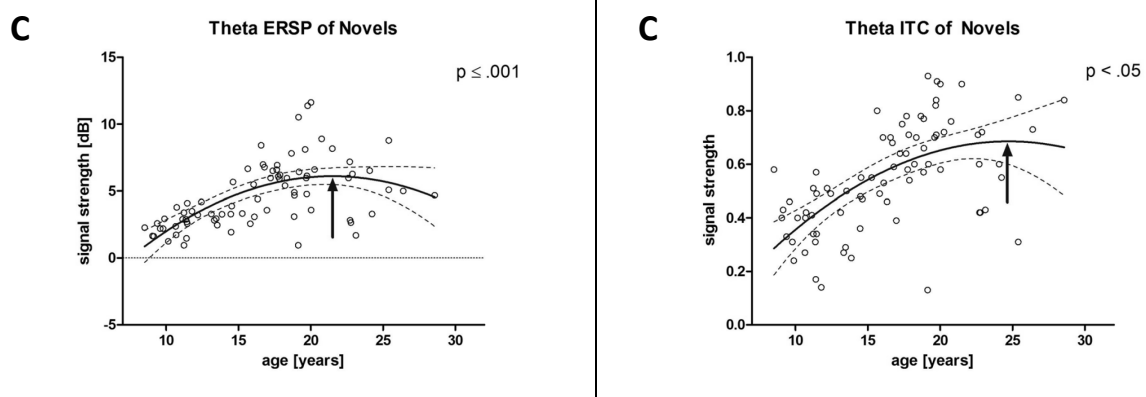 C
Theta ERSP of Novels
p ≤ .001
15
10
5
0
-5
signal strength [dB]
10 15 20 25 30
age [years]
C
Theta ITC of Novels
p < .05
1.0
0.8
0.6
0.4
0.2
0.0
signal strength
10 15 20 25 30
age [years]